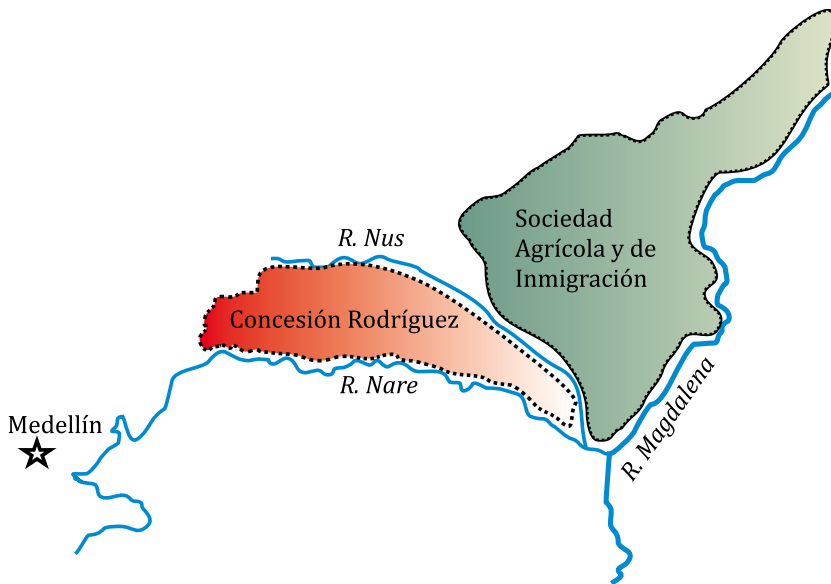 Sociedad
Agrícola y de
Inmigración
R. Nus
Concesión Rodríguez
R. Nare
R. Magdalena
Medellín